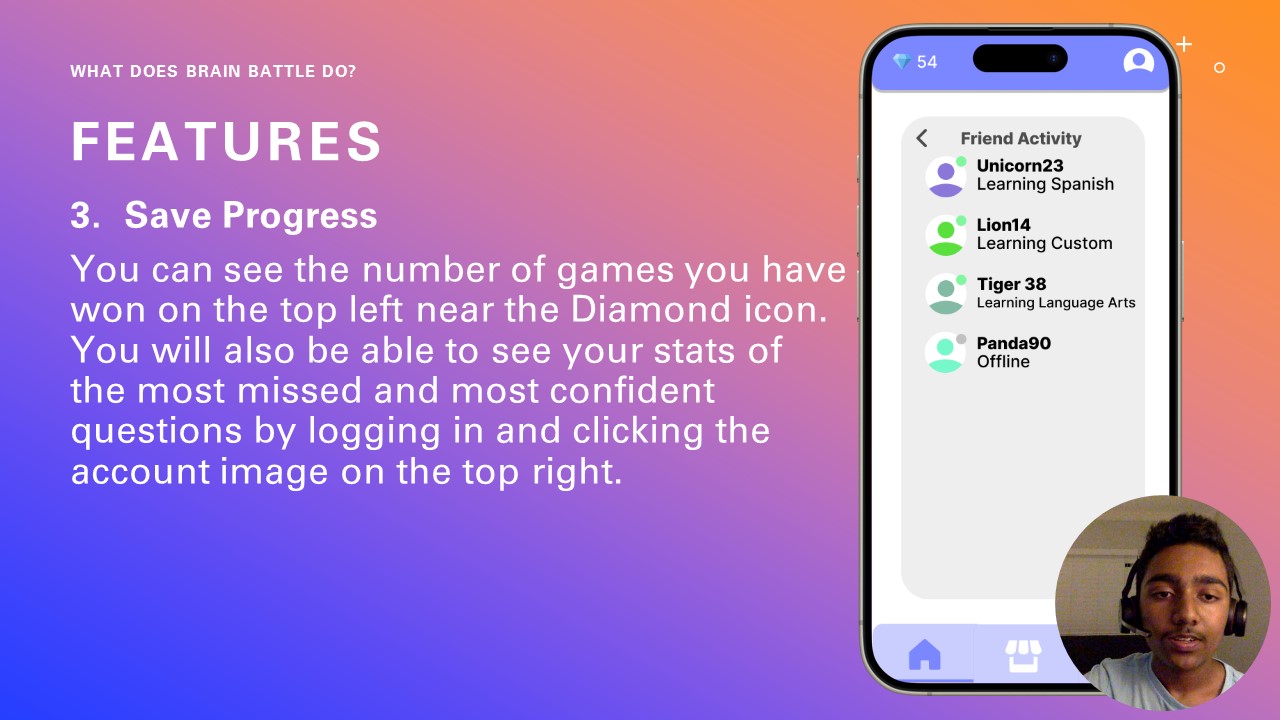 WHAT DOES BRAIN BATTLE DO?
FEATURES
3. Save Progress
You can see the number of games you have
won on the top left near the Diamond icon.
You will also be able to see your stats of
the most missed and most confident
questions by logging in and clicking the
account image on the top right.
54
Friend Activity
Unicorn23
Learning Spanish
Lion14
Learning Custom
Tiger 38
Learning Language Arts
Panda90
Offline